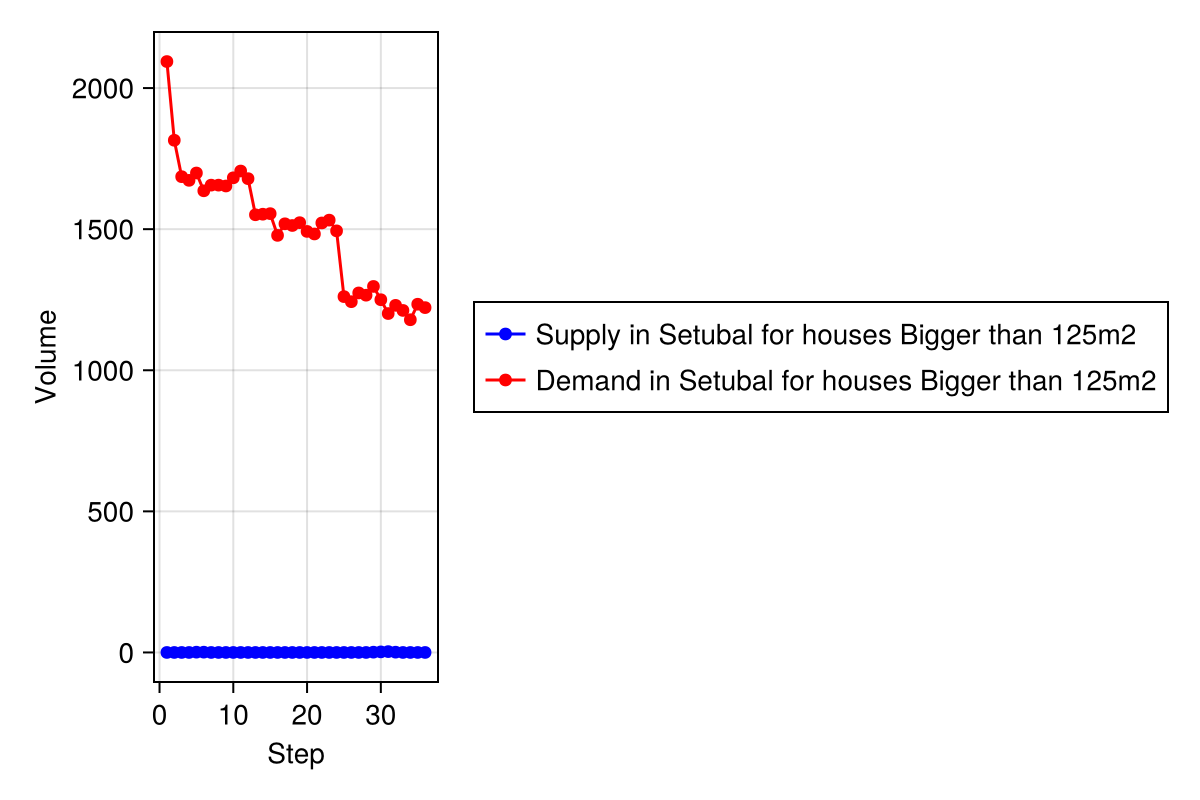 2000
1500
1000
500
0
Volume
0 10 20 30
Step
Supply in Setubal for houses Bigger than 125m2
Demand in Setubal for houses Bigger than 125m2